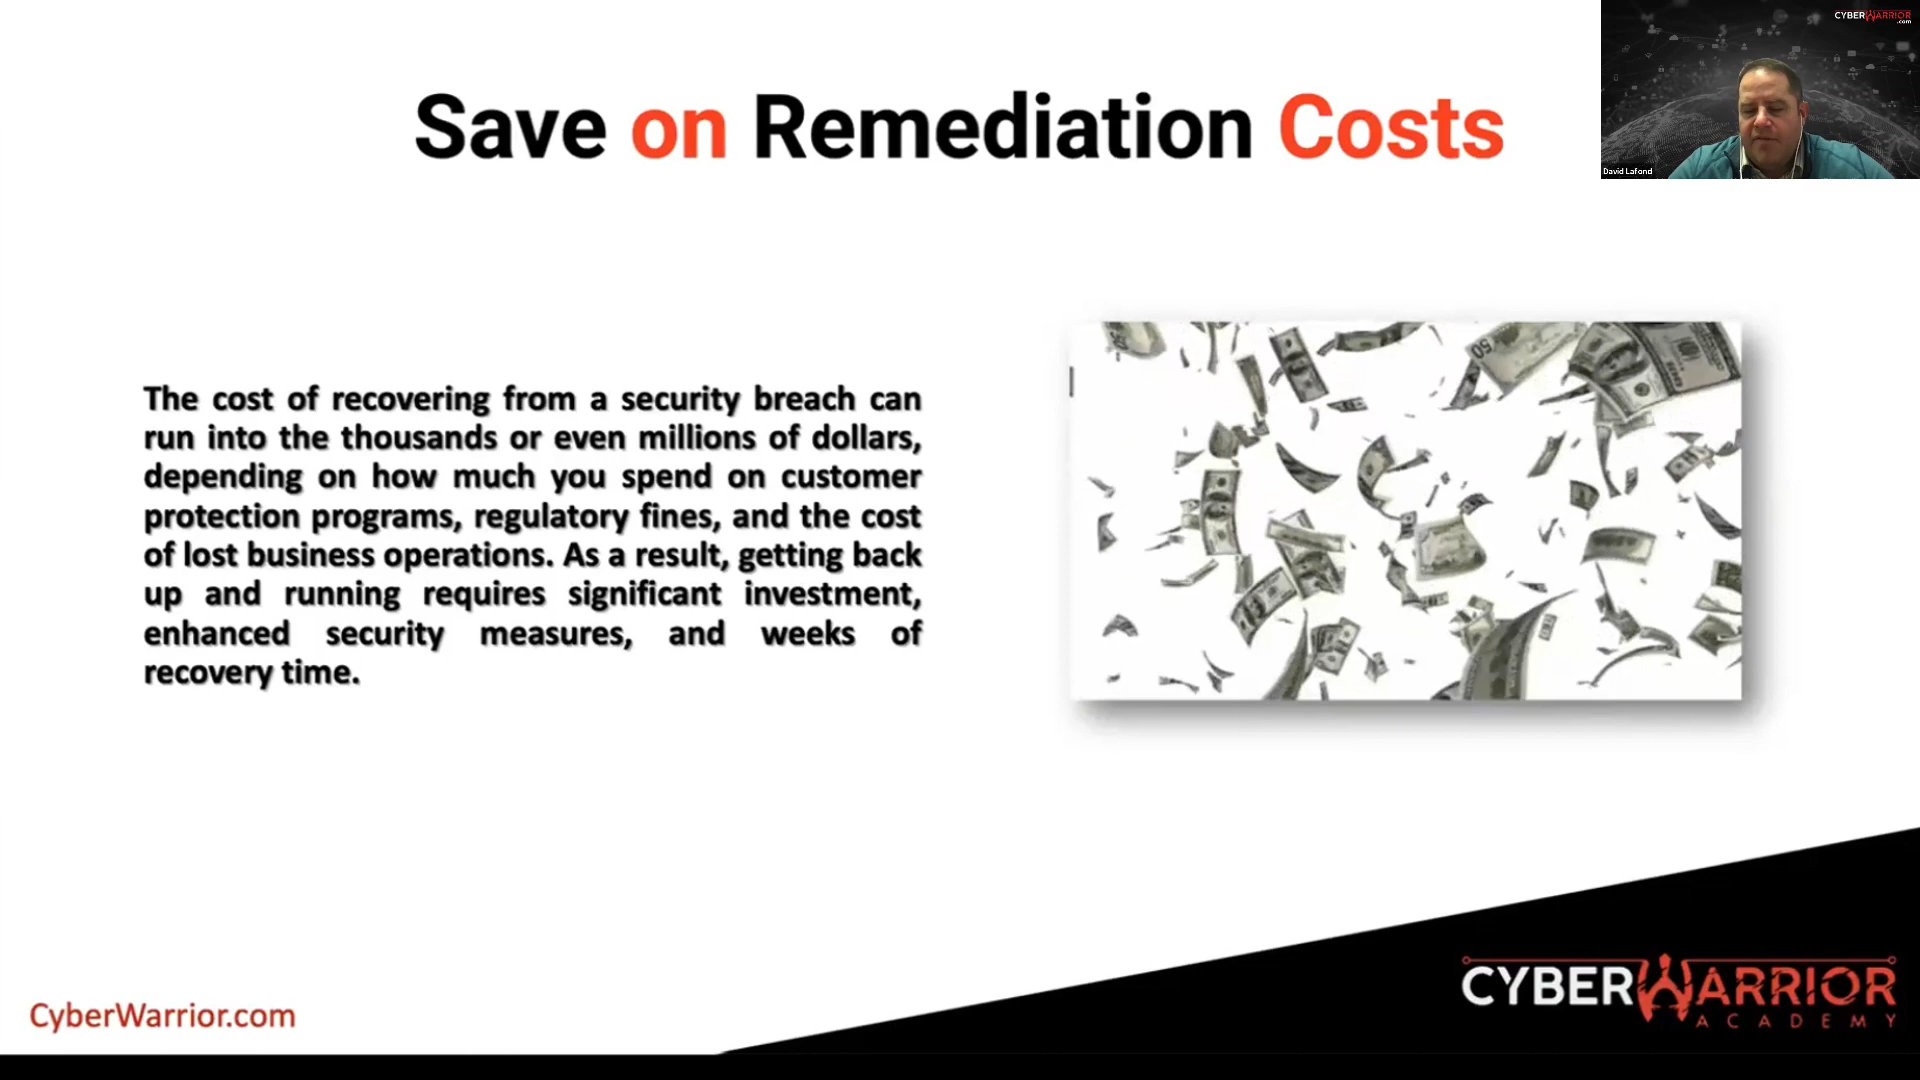 CYBERWARRIOR
.com
David Lafond
Save on Remediation Costs
The cost of recovering from a security breach can
run into the thousands or even millions of dollars,
depending on how much you spend on customer
protection programs, regulatory fines, and the cost
of lost business operations. As a result, getting back
up and running requires significant investment,
enhanced security measures, and weeks of
recovery time.
50
100
CyberWarrior.com
CYBERWARRIOR
ACADEMY